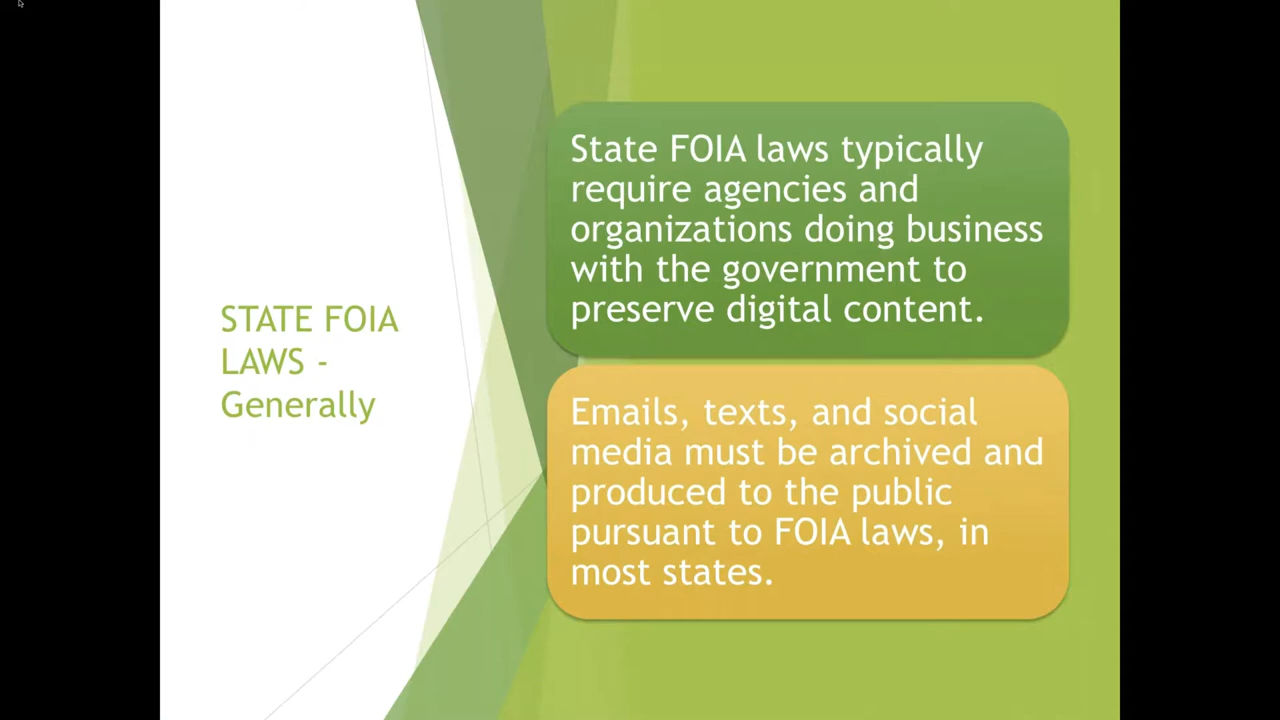 STATE FOIA
LAWS -
Generally
State FOIA laws typically
require agencies and
organizations doing business
with the government to
preserve digital content.
Emails, texts, and social
media must be archived and
produced to the public
pursuant to FOIA laws, in
most states.